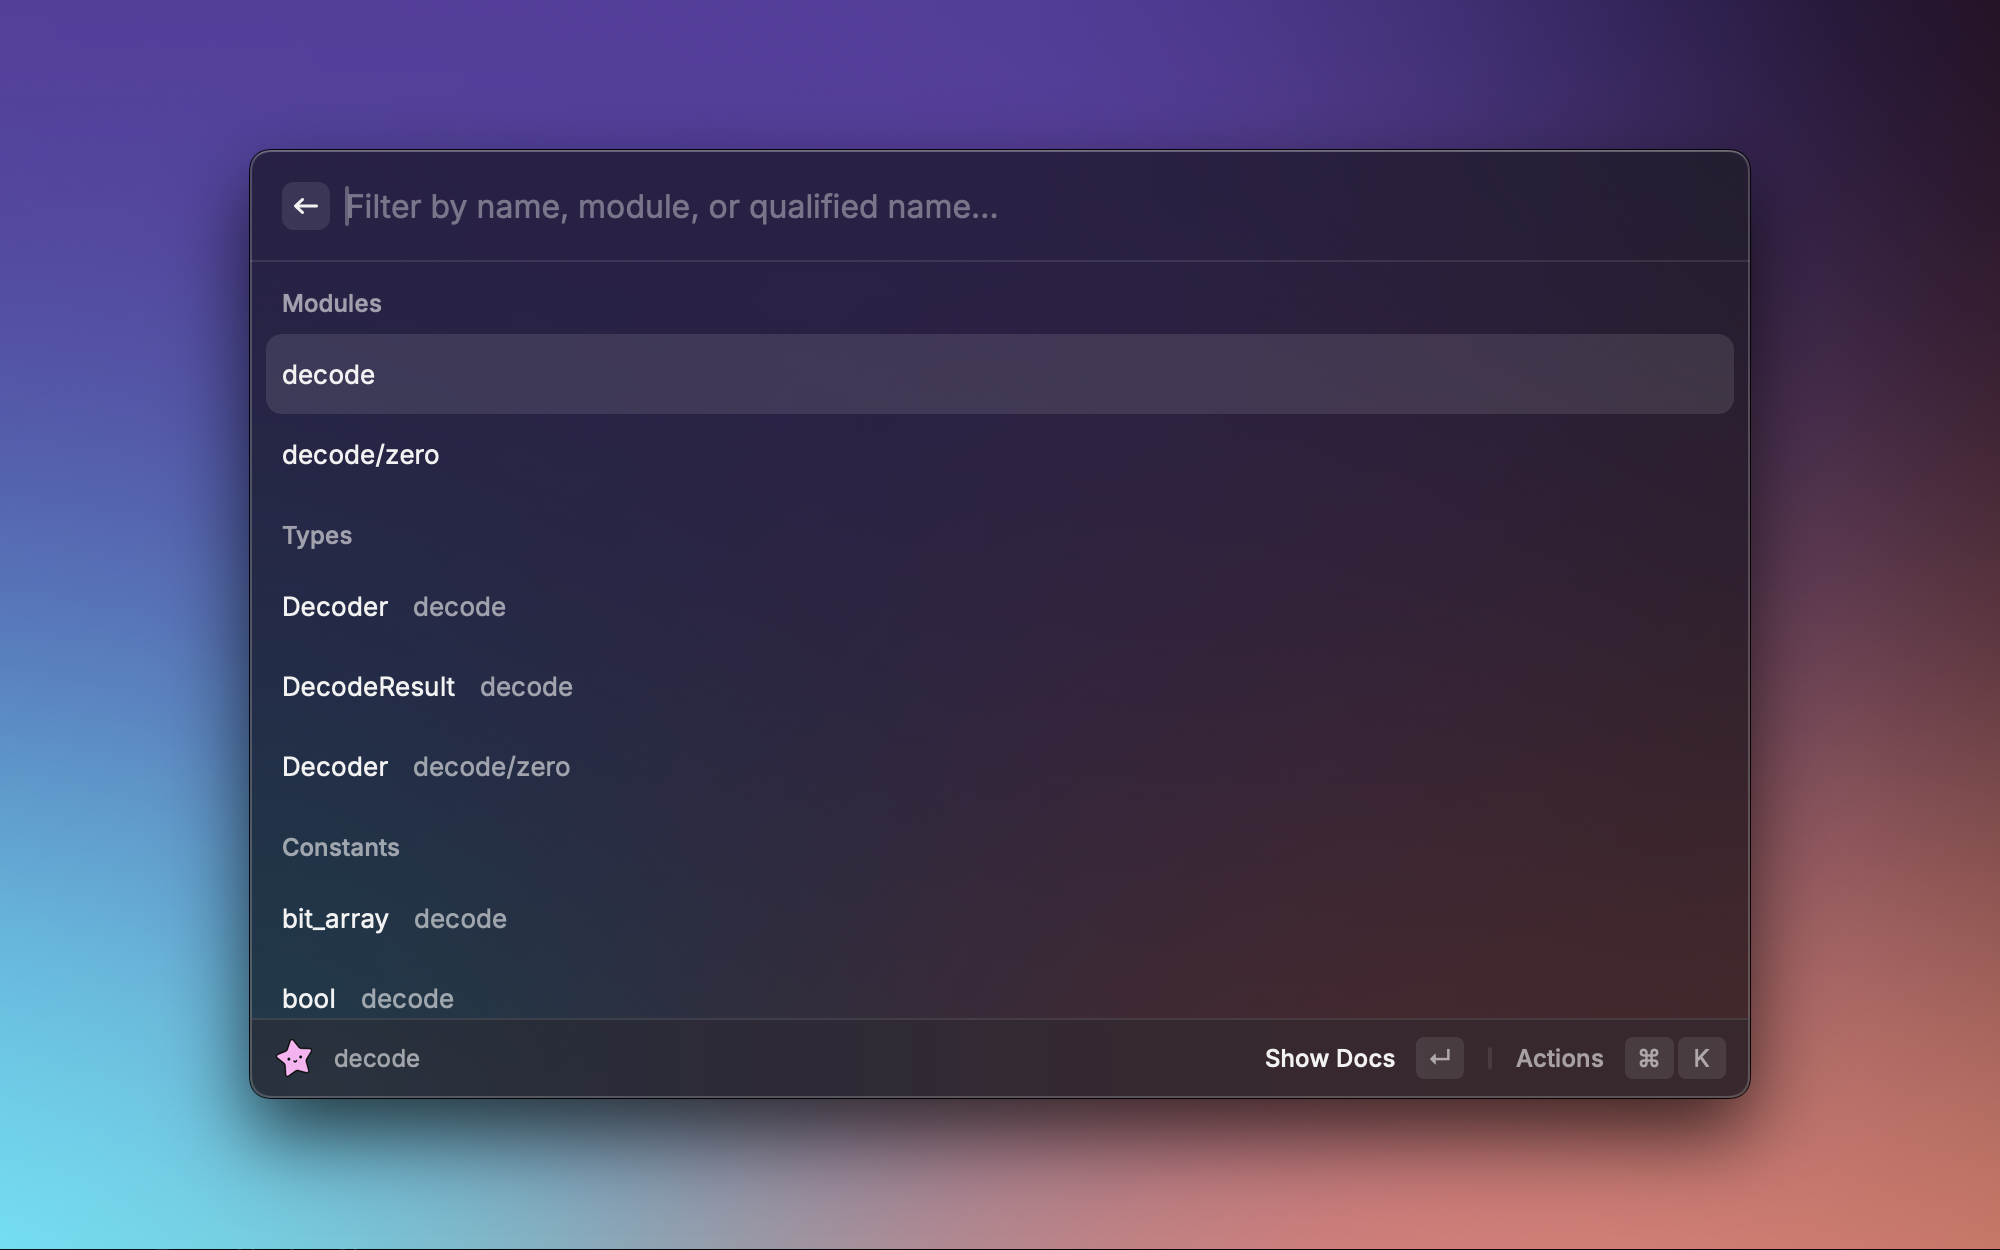 Filter by name, module, or qualified name...
Modules
decode
decode/zero
Types
Decoder decode
DecodeResult decode
Decoder decode/zero
Constants
bit_array decode
bool decode
decode Show Docs ↵ Actions ⌘ K